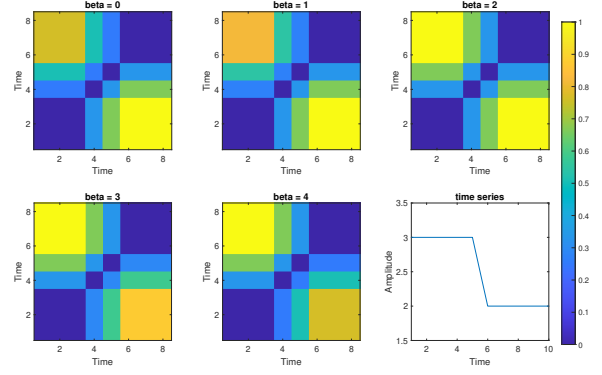 beta = 0
beta = 1
beta = 2
8
6
4
2
Time
2 4 6 8
Time
8
6
4
2
Time
2 4 6 8
Time
8
6
4
2
Time
2 4 6 8
Time
beta = 3
beta = 4
time series
8
6
4
2
Time
2 4 6 8
Time
8
6
4
2
Time
2 4 6 8
Time
3.5
3
2.5
2
1.5
Amplitude
2 4 6 8 10
Time
1
0.9
0.8
0.7
0.6
0.5
0.4
0.3
0.2
0.1
0